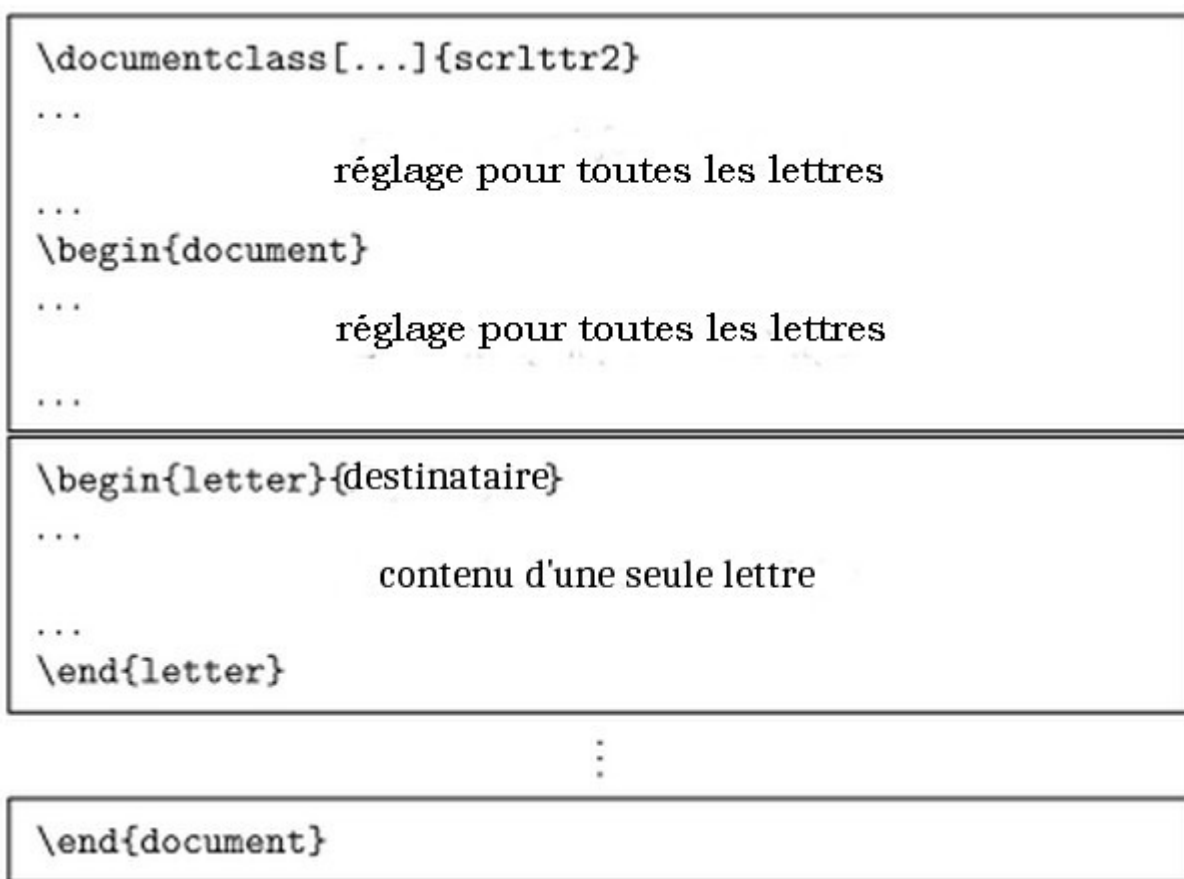 \documentclass[...]{scrlttr2}
...
réglage pour toutes les lettres
...
\begin{document}
...
réglage pour toutes les lettres
...
\begin{letter}{destinataire}
...
contenu d'une seule lettre
...
\end{letter}
⋮
\end{document}